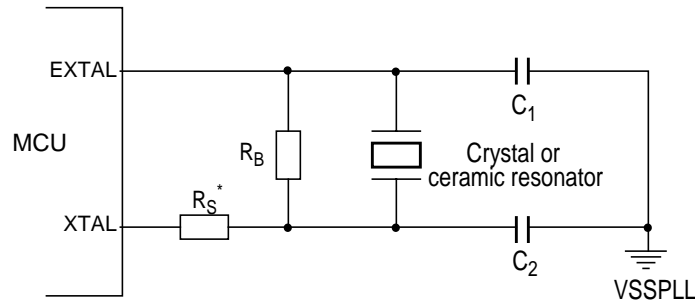 EXTAL
C1
MCU
RB
Crystal or
ceramic resonator
RS*
XTAL
C2
VSSPLL